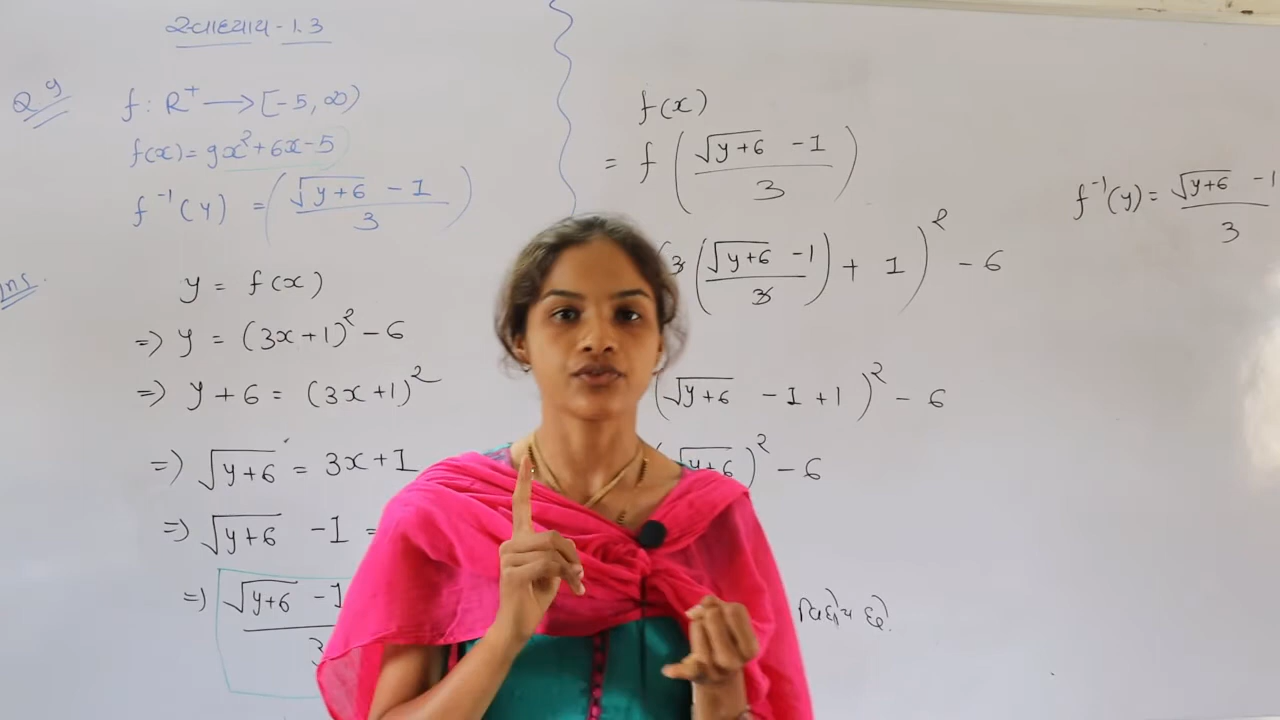 સ્વાધ્યાય - 1.3
Q 9
f : R⁺ → [-5, ∞)
f(x) = 9x² + 6x - 5
f⁻¹(y) = ((√(y+6) - 1)/3)
Ans.
y = f(x)
⇒ y = (3x+1)² - 6
⇒ y + 6 = (3x+1)²
⇒ √(y+6) = 3x+1
⇒ √(y+6) - 1 =
⇒ (√(y+6) - 1)/3
f(x)
= f((√(y+6) - 1)/3)
(3((√(y+6) - 1)/3) + 1)² - 6
(√(y+6) - 1 + 1)² - 6
(√(y+6))² - 6
છે.
f⁻¹(y) = (√(y+6) - 1)/3